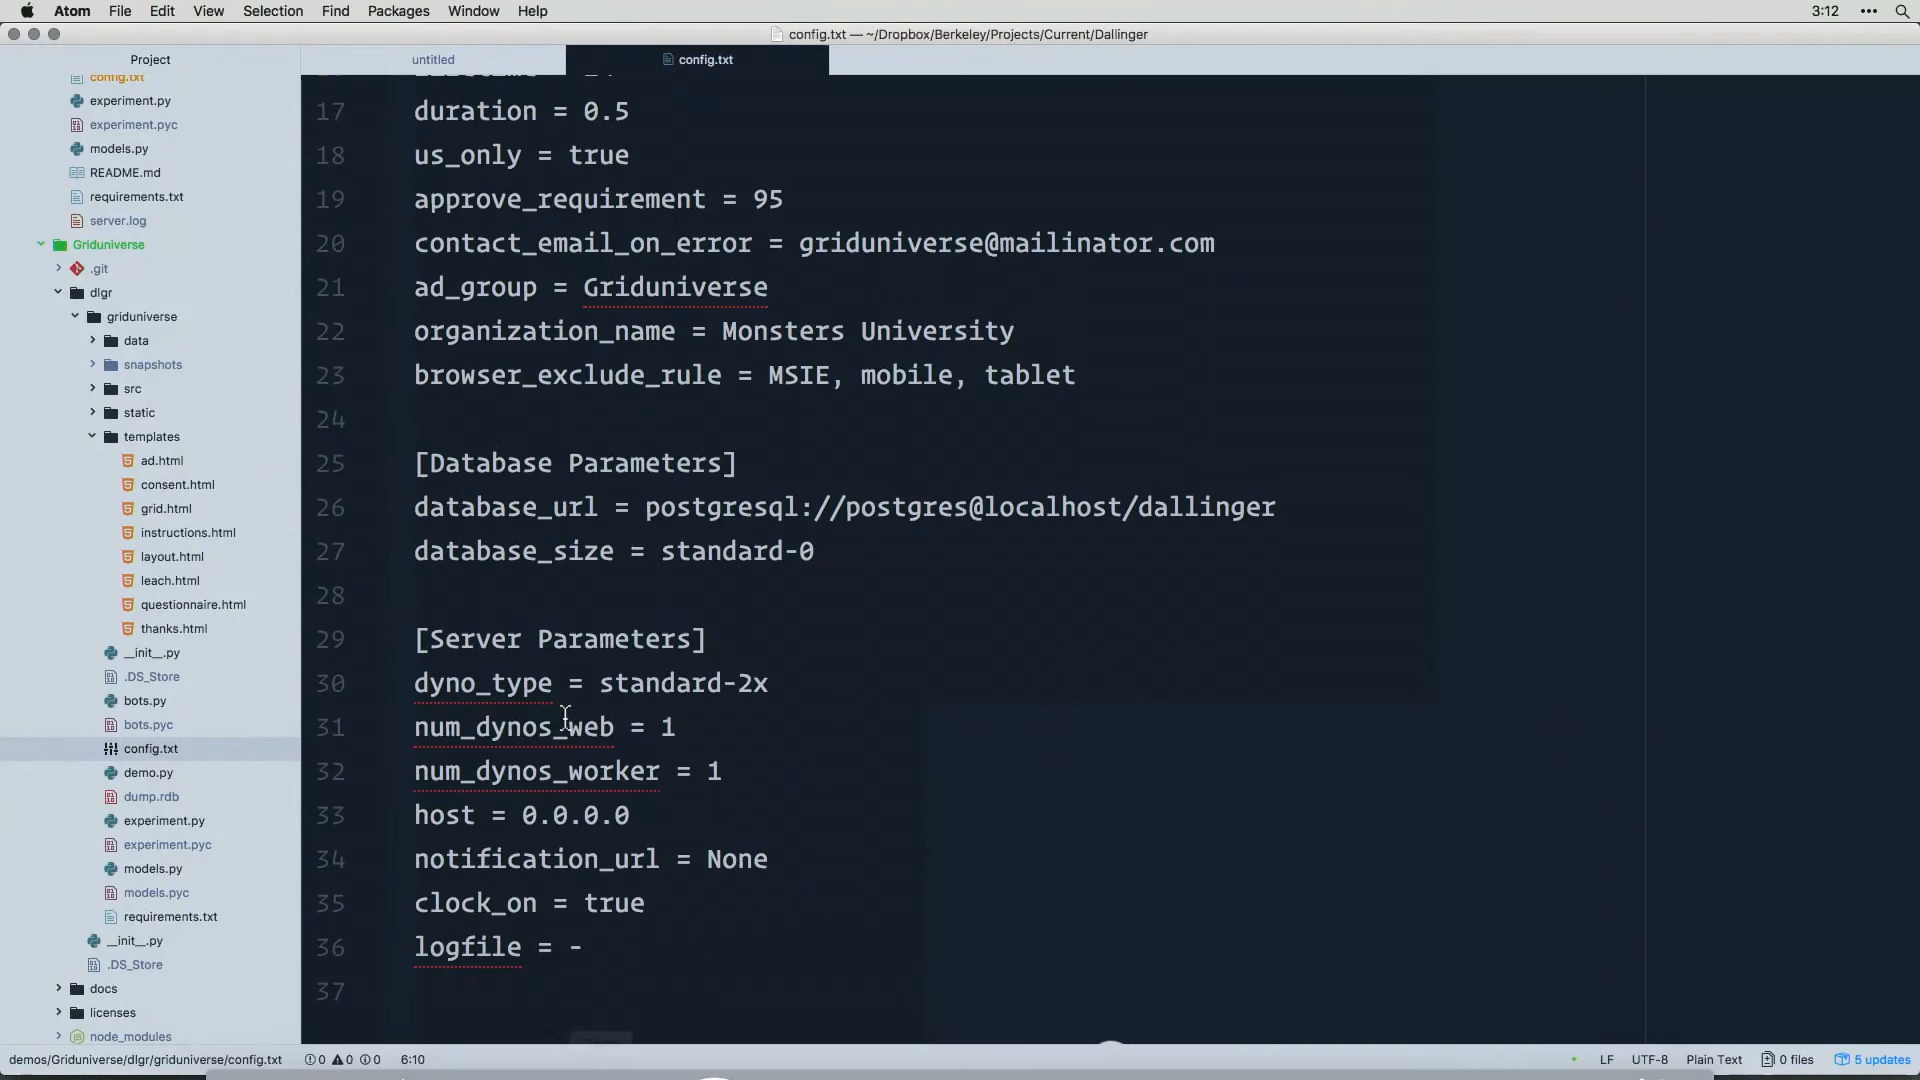 Atom File Edit View Selection Find Packages Window Help 3:12
config.txt — ~/Dropbox/Berkeley/Projects/Current/Dallinger
Project
untitled
config.txt
config.txt
experiment.py
experiment.pyc
models.py
README.md
requirements.txt
server.log
Griduniverse
.git
dlgr
griduniverse
data
snapshots
src
static
templates
ad.html
consent.html
grid.html
instructions.html
layout.html
leach.html
questionnaire.html
thanks.html
__init__.py
.DS_Store
bots.py
bots.pyc
config.txt
demo.py
dump.rdb
experiment.py
experiment.pyc
models.py
models.pyc
requirements.txt
__init__.py
.DS_Store
docs
licenses
node_modules
17 duration = 0.5
18 us_only = true
19 approve_requirement = 95
20 contact_email_on_error = griduniverse@mailinator.com
21 ad_group = Griduniverse
22 organization_name = Monsters University
23 browser_exclude_rule = MSIE, mobile, tablet
24
25 [Database Parameters]
26 database_url = postgresql://postgres@localhost/dallinger
27 database_size = standard-0
28
29 [Server Parameters]
30 dyno_type = standard-2x
31 num_dynos_web = 1
32 num_dynos_worker = 1
33 host = 0.0.0.0
34 notification_url = None
35 clock_on = true
36 logfile = -
37
demos/Griduniverse/dlgr/griduniverse/config.txt 0 0 0 6:10 LF UTF-8 Plain Text 0 files 5 updates